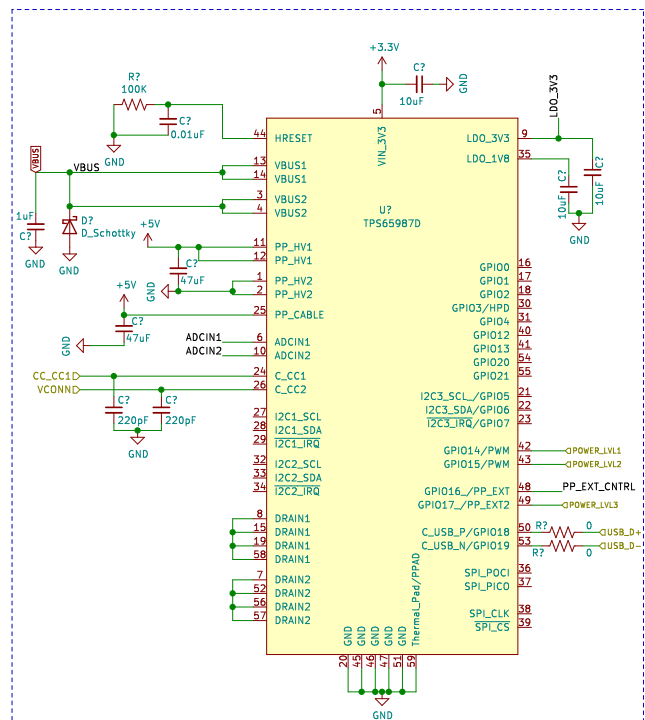 +3.3V
C?
10uF
GND
R?
100K
C?
0.01uF
GND
LDO_3V3
5
VIN_3V3
44 HRESET
LDO_3V3 9
LDO_1V8 35
C?
10uF
C?
10uF
GND
VBUS
VBUS
13 VBUS1
14 VBUS1
3 VBUS2
4 VBUS2
U?
TPS65987D
1uF
C?
GND
D?
D_Schottky
GND
+5V
11 PP_HV1
12 PP_HV1
C?
47uF
GND
1 PP_HV2
2 PP_HV2
+5V
25 PP_CABLE
C?
47uF
GND
ADCIN1 6 ADCIN1
ADCIN2 10 ADCIN2
CC_CC1 24 C_CC1
VCONN 26 C_CC2
C?
220pF
C?
220pF
GND
27 I2C1_SCL
28 I2C1_SDA
29 I2C1_IRQ
32 I2C2_SCL
33 I2C2_SDA
34 I2C2_IRQ
8 DRAIN1
15 DRAIN1
19 DRAIN1
58 DRAIN1
7 DRAIN2
52 DRAIN2
56 DRAIN2
57 DRAIN2
GPIO0 16
GPIO1 17
GPIO2 18
GPIO3/HPD 30
GPIO4 31
GPIO12 40
GPIO13 41
GPIO20 54
GPIO21 55
I2C3_SCL_/GPIO5 21
I2C3_SDA/GPIO6 22
I2C3_IRQ/GPIO7 23
GPIO14/PWM 42 POWER_LVL1
GPIO15/PWM 43 POWER_LVL2
GPIO16_/PP_EXT 48 PP_EXT_CNTRL
GPIO17_/PP_EXT2 49 POWER_LVL3
C_USB_P/GPIO18 50 R? 0 USB_D+
C_USB_N/GPIO19 53 R? 0 USB_D-
SPI_POCI 36
SPI_PICO 37
SPI_CLK 38
SPI_CS 39
GND GND GND GND GND Thermal_Pad/PPAD
20 45 46 47 51 59
GND